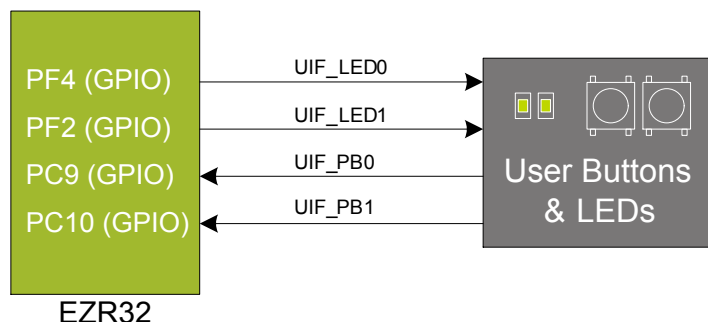 PF4 (GPIO)
PF2 (GPIO)
PC9 (GPIO)
PC10 (GPIO)
EZR32
UIF_LED0
UIF_LED1
UIF_PB0
UIF_PB1
User Buttons
& LEDs